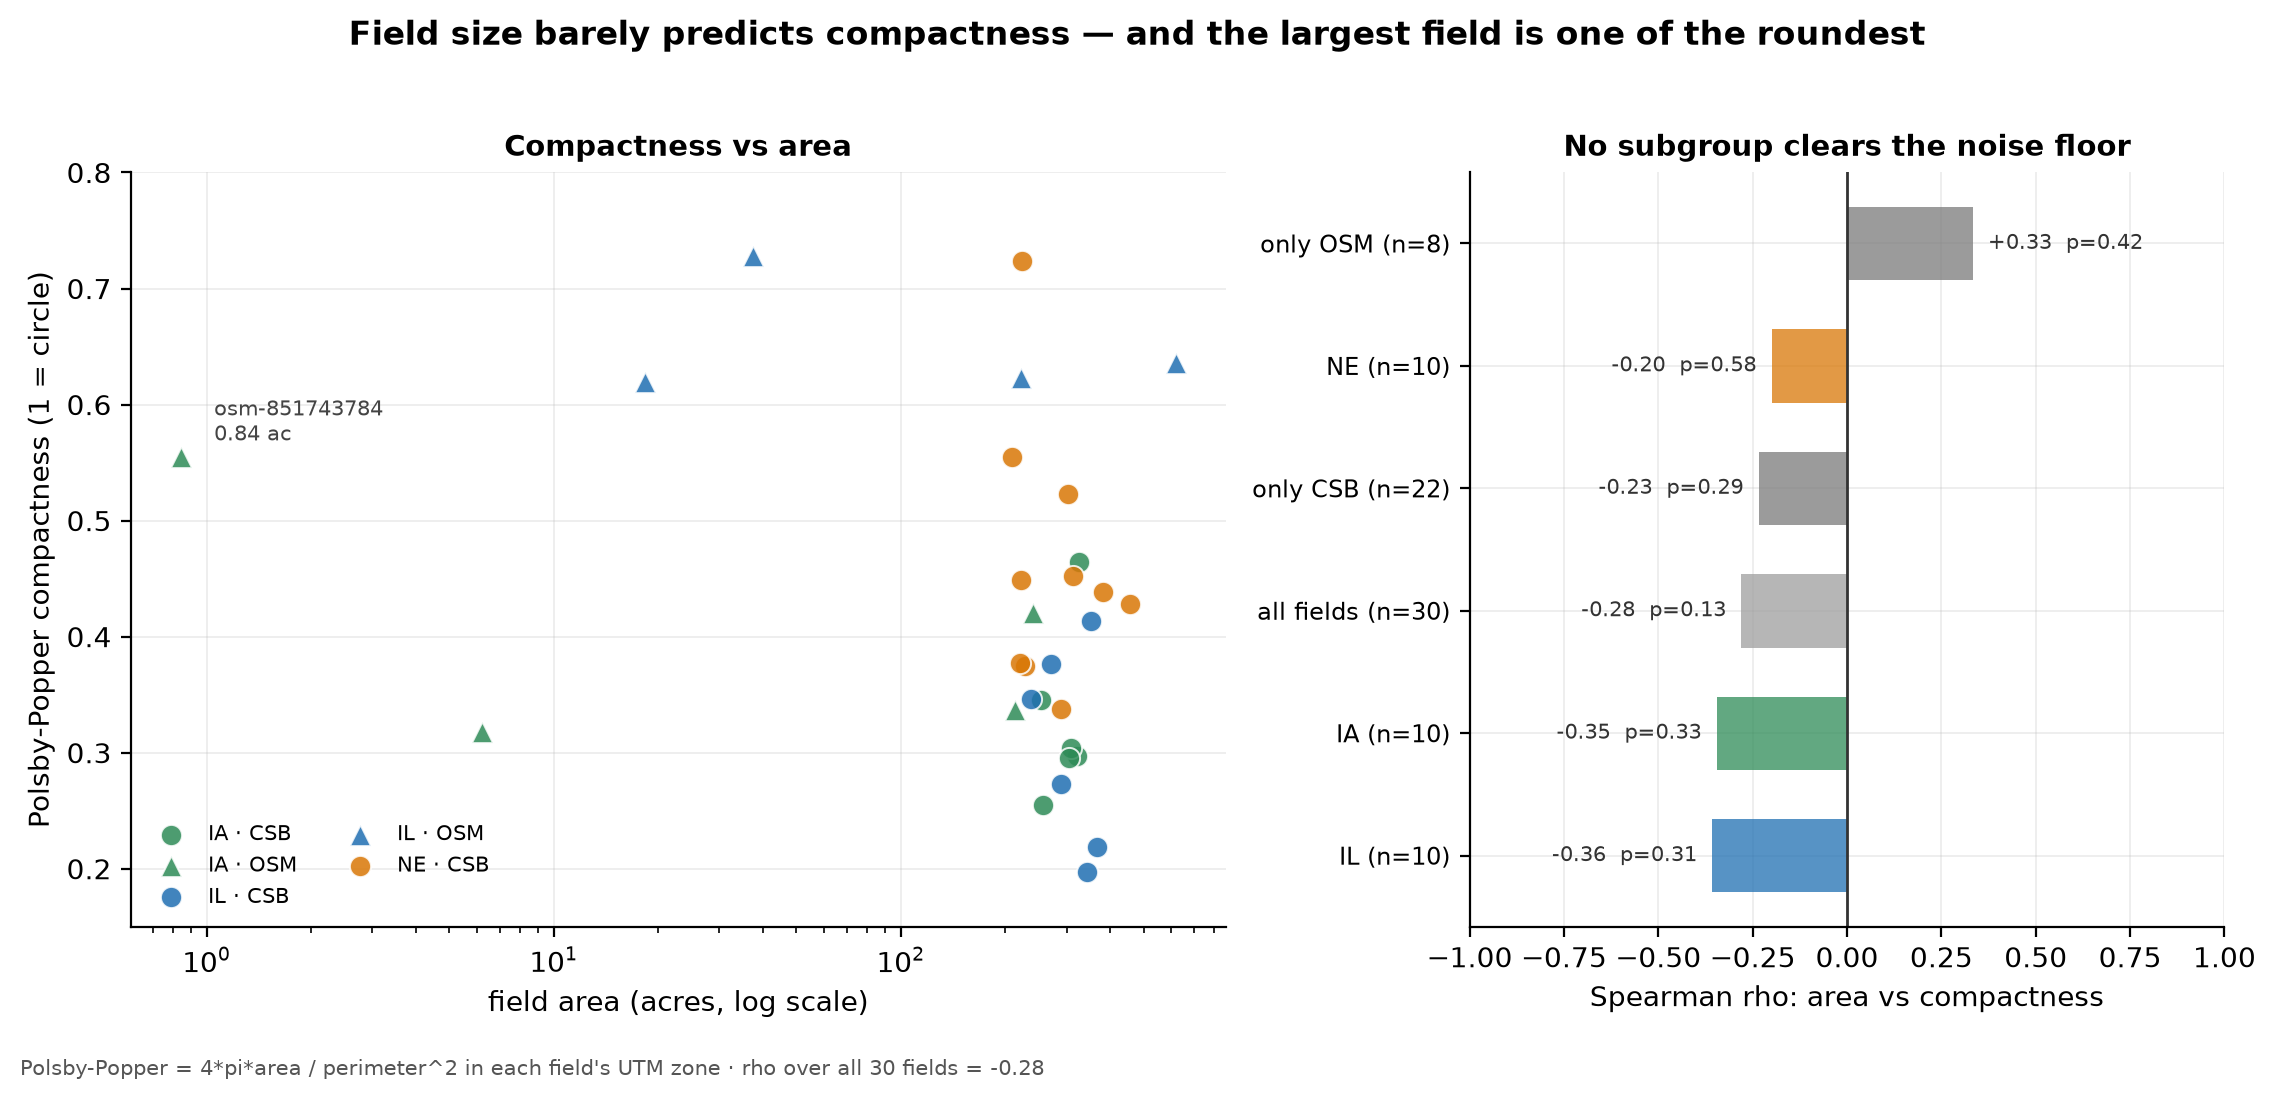 Field size barely predicts compactness — and the largest field is one of the roundest
Compactness vs area
Polsby-Popper compactness (1 = circle)
0.8
0.7
0.6
0.5
0.4
0.3
0.2
osm-851743784
0.84 ac
IA · CSB
IA · OSM
IL · CSB
IL · OSM
NE · CSB
10⁰
10¹
10²
field area (acres, log scale)
No subgroup clears the noise floor
only OSM (n=8)
+0.33 p=0.42
NE (n=10)
-0.20 p=0.58
only CSB (n=22)
-0.23 p=0.29
all fields (n=30)
-0.28 p=0.13
IA (n=10)
-0.35 p=0.33
IL (n=10)
-0.36 p=0.31
−1.00 −0.75 −0.50 −0.25 0.00 0.25 0.50 0.75 1.00
Spearman rho: area vs compactness
Polsby-Popper = 4*pi*area / perimeter^2 in each field's UTM zone · rho over all 30 fields = -0.28